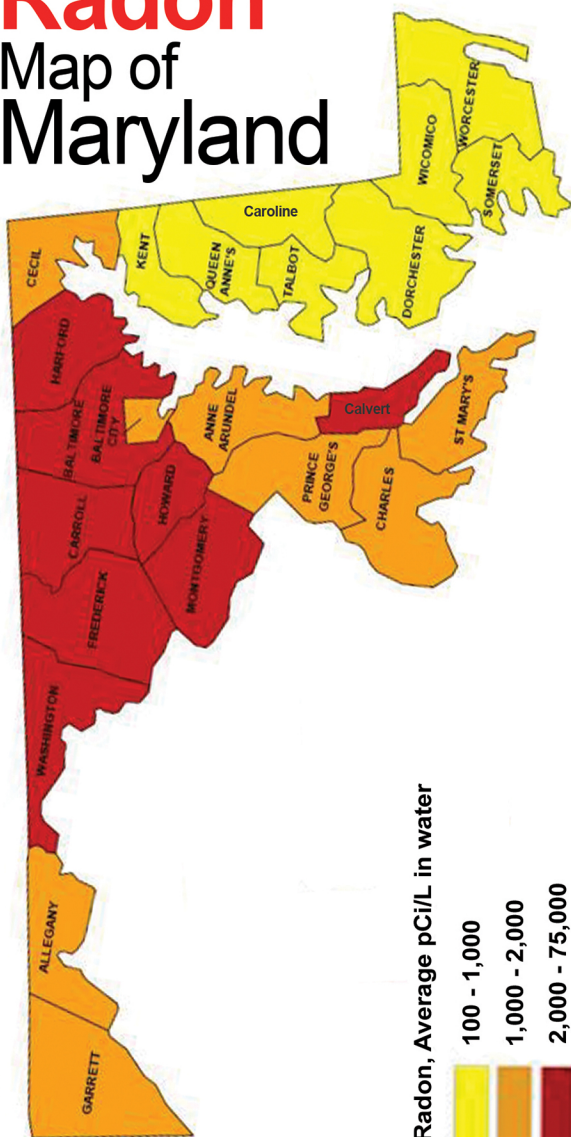 Radon
Map of
Maryland
WORCESTER
WICOMICO
SOMERSET
Caroline
KENT
QUEEN
ANNE'S
TALBOT
DORCHESTER
CECIL
HARFORD
BALTIMORE
BALTIMORE
CITY
ANNE
ARUNDEL
Calvert
ST MARY'S
PRINCE
GEORGE'S
CHARLES
HOWARD
CARROLL
MONTGOMERY
FREDERICK
WASHINGTON
ALLEGANY
GARRETT
Radon, Average pCi/L in water
100 - 1,000
1,000 - 2,000
2,000 - 75,000